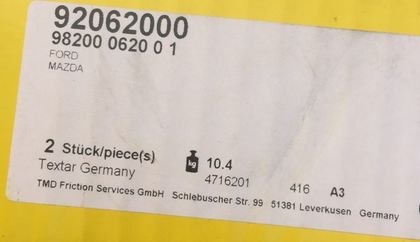 92062000
98200 0620 0 1
FORD
MAZDA
2 Stück/piece(s) kg 10.4
Textar Germany 4716201 416 A3
TMD Friction Services GmbH Schlebuscher Str. 99 51381 Leverkusen Germany